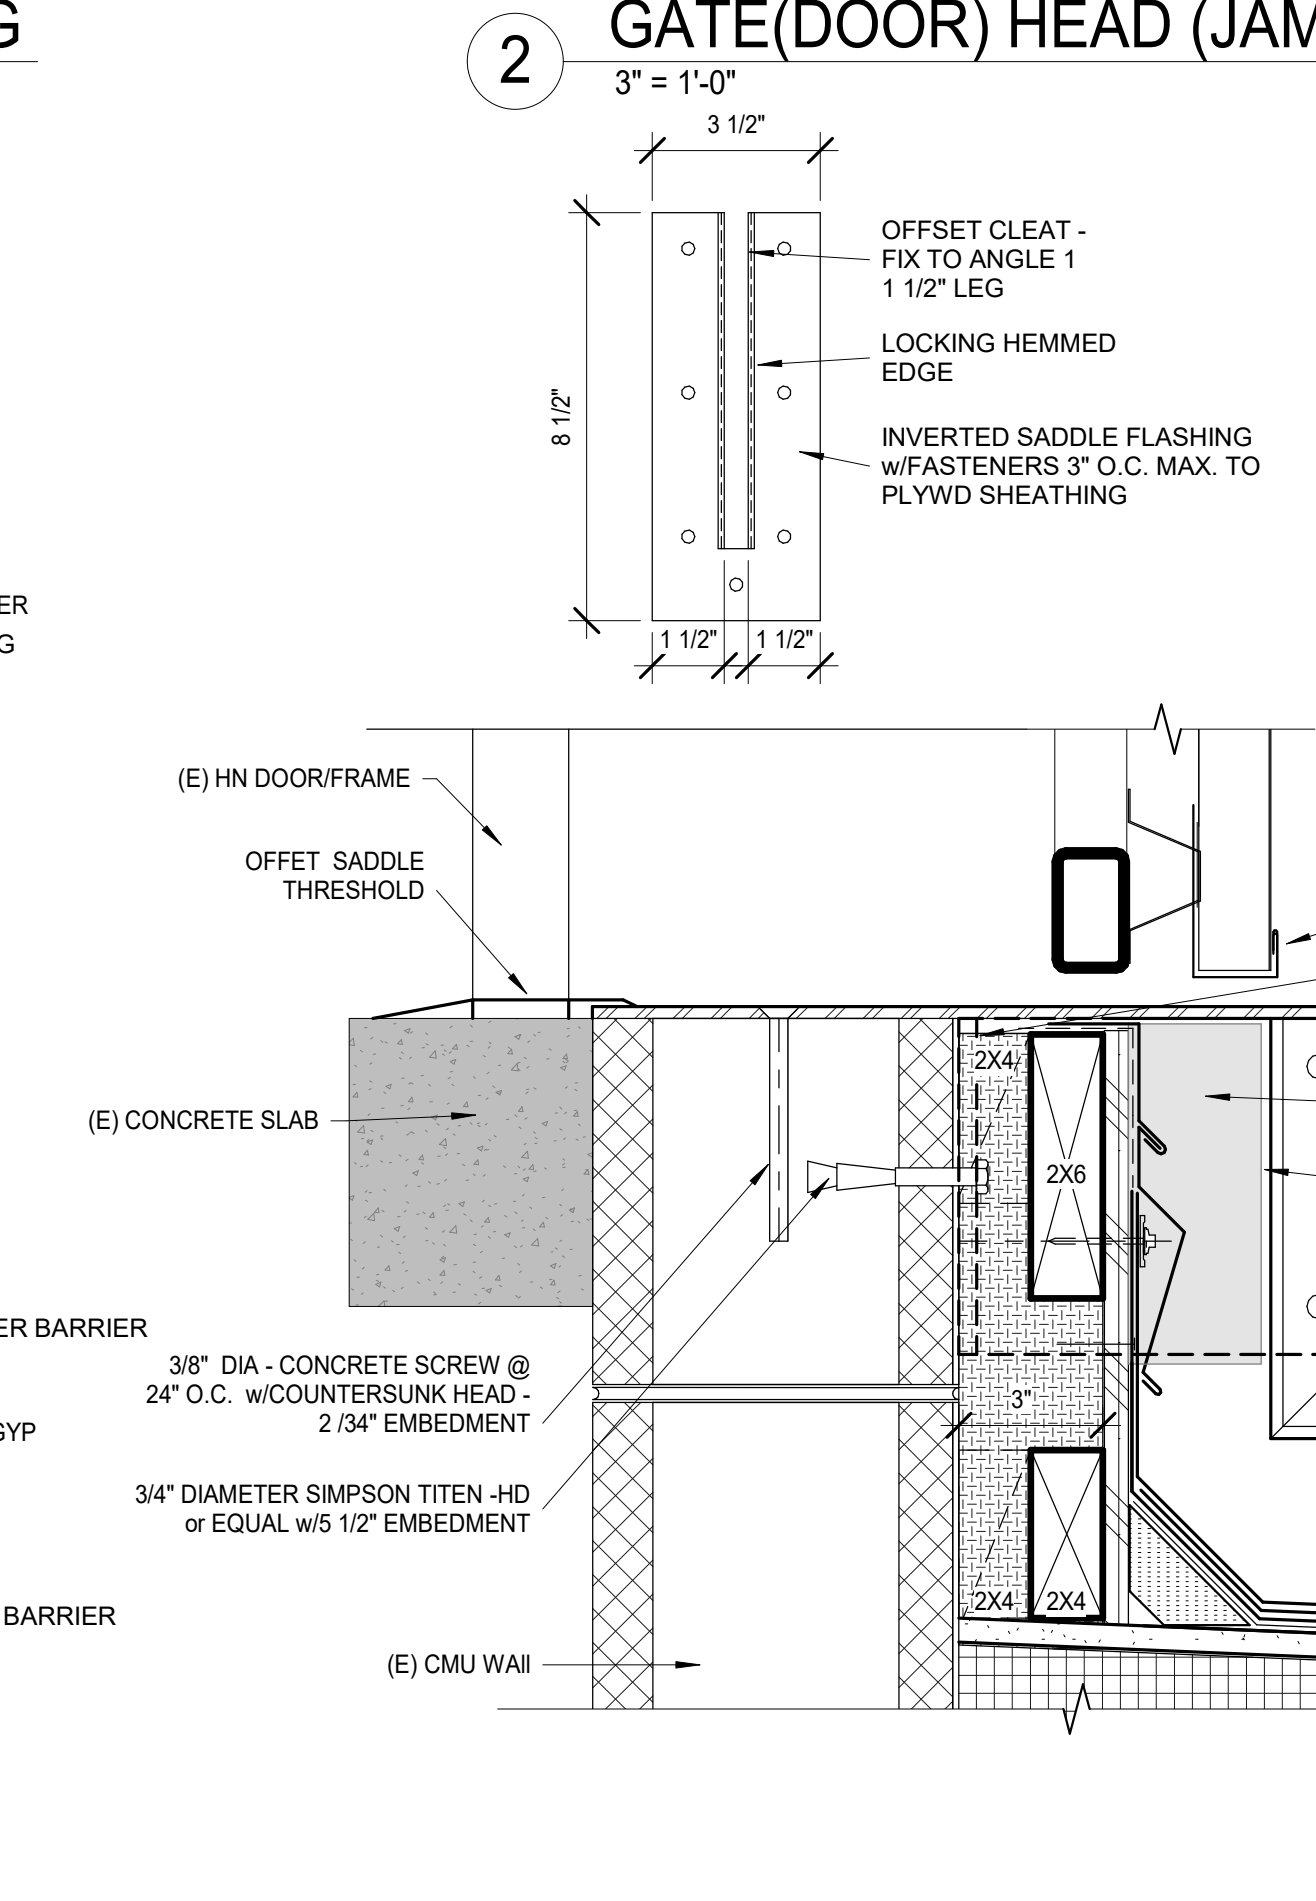 G
2
GATE(DOOR) HEAD (JAM
3" = 1'-0"
3 1/2"
OFFSET CLEAT -
FIX TO ANGLE 1
1 1/2" LEG
LOCKING HEMMED
EDGE
8 1/2"
INVERTED SADDLE FLASHING
w/FASTENERS 3" O.C. MAX. TO
PLYWD SHEATHING
ER
G
1 1/2"
1 1/2"
(E) HN DOOR/FRAME
OFFET SADDLE
THRESHOLD
2X4
(E) CONCRETE SLAB
2X6
ER BARRIER
3/8" DIA - CONCRETE SCREW @
24" O.C. w/COUNTERSUNK HEAD -
2 /34" EMBEDMENT
3"
GYP
3/4" DIAMETER SIMPSON TITEN -HD
or EQUAL w/5 1/2" EMBEDMENT
2X4
2X4
BARRIER
(E) CMU WAll